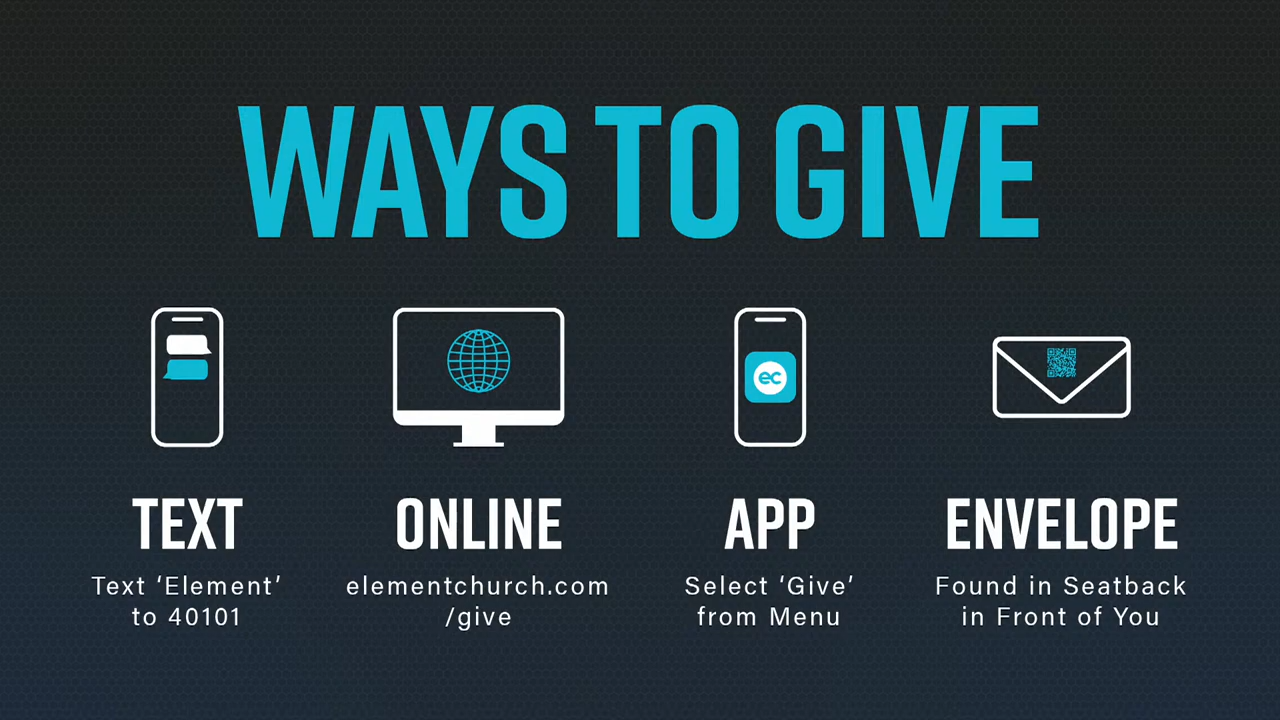 WAYS TO GIVE
ec
TEXT
Text ‘Element’
to 40101
ONLINE
elementchurch.com
/give
APP
Select ‘Give’
from Menu
ENVELOPE
Found in Seatback
in Front of You